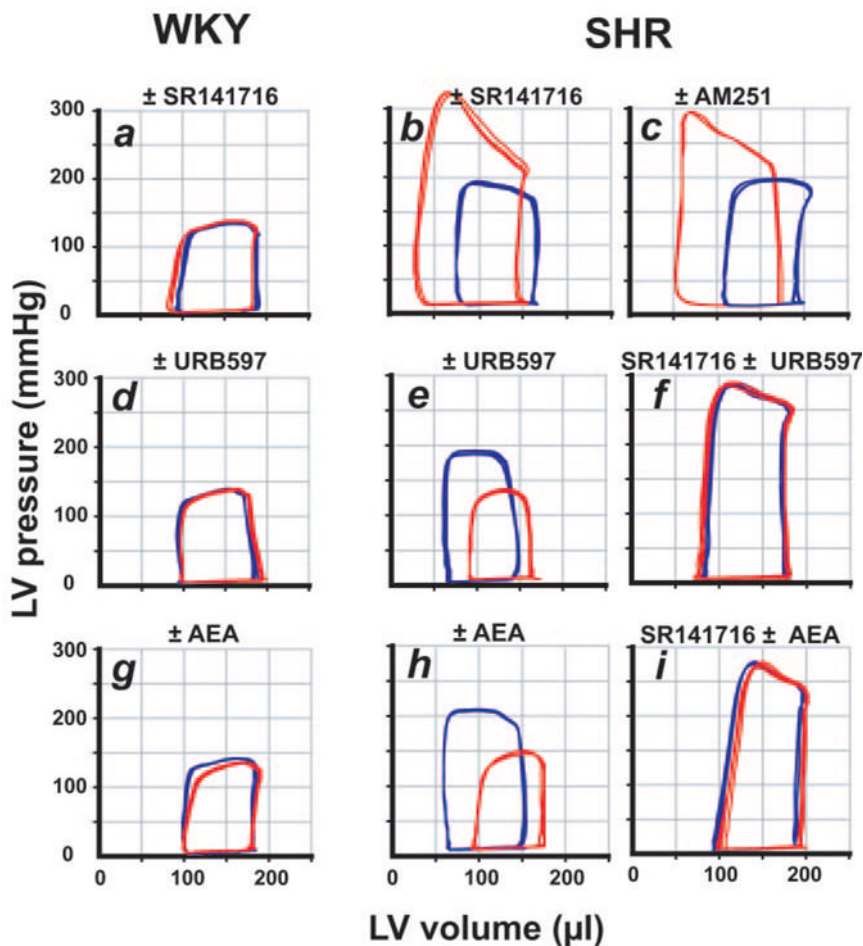 WKY SHR
± SR141716 ± SR141716 ± AM251
300 a b c
200
100
0
± URB597 ± URB597 SR141716 ± URB597
300 d e f
200
100
0
± AEA ± AEA SR141716 ± AEA
300 g h i
200
100
0
0 100 200 0 100 200 0 100 200
LV pressure (mmHg)
LV volume (µl)